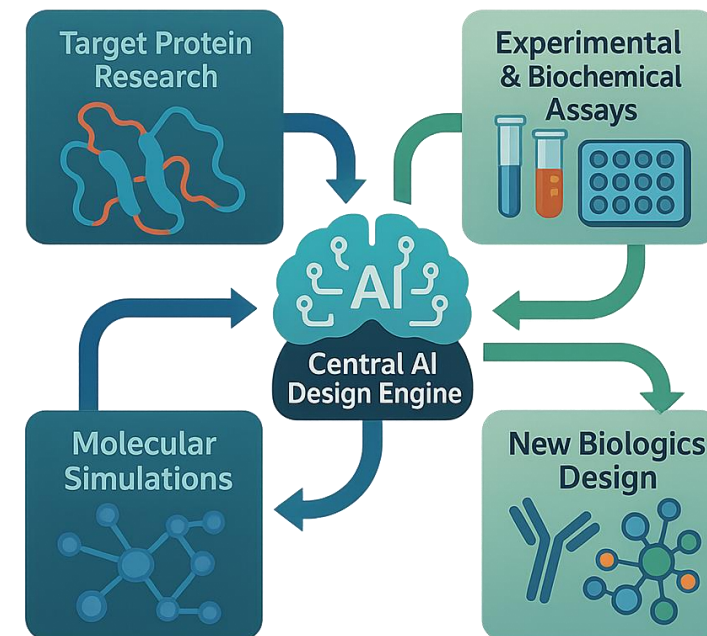 Target Protein
Research
Experimental
& Biochemical
Assays
AI
Central AI
Design Engine
Molecular
Simulations
New Biologics
Design